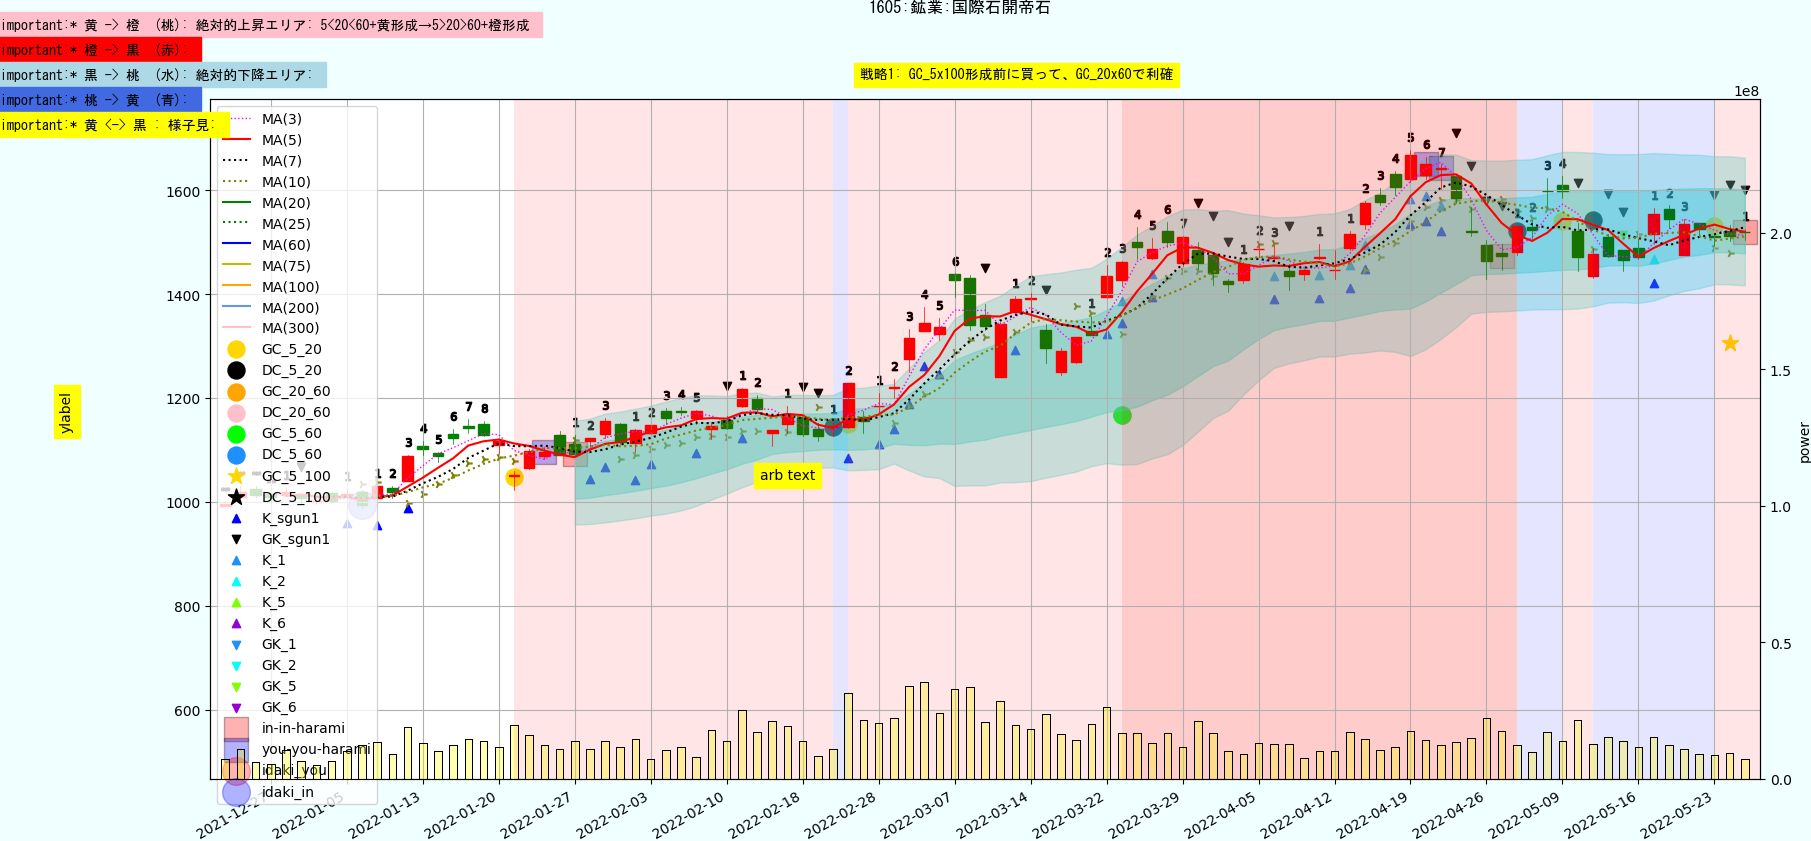 1605:鉱業:国際石開帝石
important:* 黄 -> 橙 (桃): 絶対的上昇エリア: 5<20<60+黄形成→5>20>60+橙形成
important:* 橙 -> 黒 (赤):
important:* 黒 -> 桃 (水): 絶対的下降エリア:
戦略1: GC_5x100形成前に買って、GC_20x60で利確
important:* 桃 -> 黄 (青):
important:* 黄 <-> 黒 : 様子見:
1e8
MA(3)
MA(5)
MA(7)
MA(10)
MA(20)
MA(25)
MA(60)
MA(75)
MA(100)
MA(200)
MA(300)
GC_5_20
DC_5_20
GC_20_60
DC_20_60
GC_5_60
DC_5_60
GC_5_100
DC_5_100
K_sgun1
GK_sgun1
K_1
K_2
K_5
K_6
GK_1
GK_2
GK_5
GK_6
in-in-harami
you-you-harami
idaki_you
idaki_in
1600
1400
1200
1000
800
600
ylabel
arb text
2.0
1.5
1.0
0.5
0.0
power
2021-12-27
2022-01-05
2022-01-13
2022-01-20
2022-01-27
2022-02-03
2022-02-10
2022-02-18
2022-02-28
2022-03-07
2022-03-14
2022-03-22
2022-03-29
2022-04-05
2022-04-12
2022-04-19
2022-04-26
2022-05-09
2022-05-16
2022-05-23